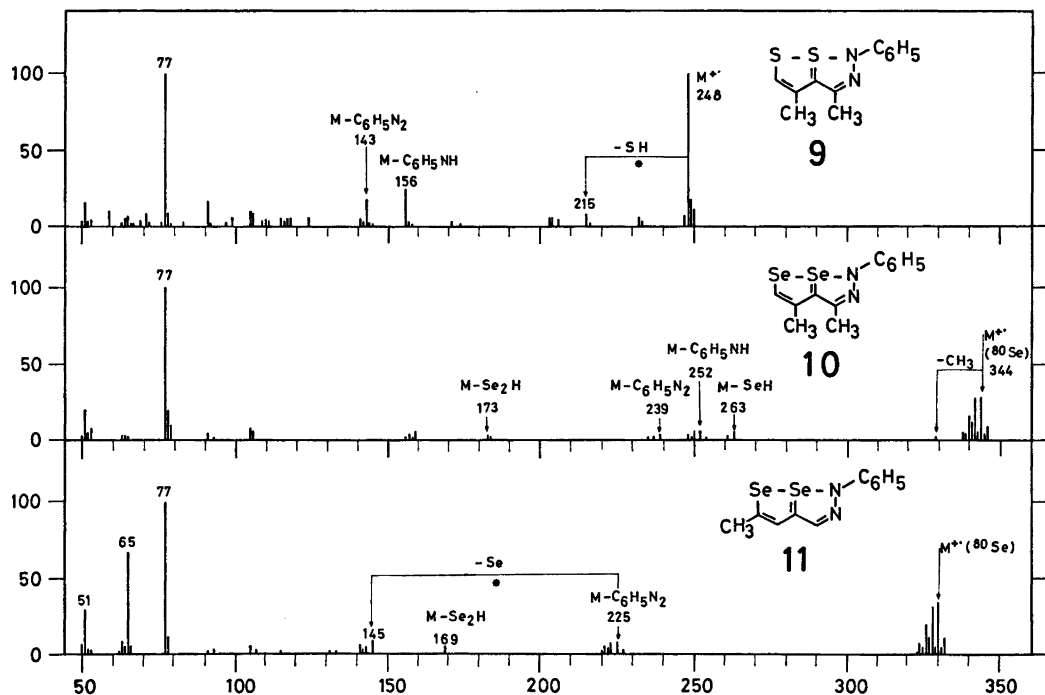 100
50
0
77
M-C6H5N2
143
M-C6H5NH
156
-SH
215
M+·
248
S - S - N
C6H5
N
CH3 CH3
9
100
50
0
77
M-Se2H
173
M-C6H5N2
239
M-C6H5NH
252
M-SeH
263
-CH3
M+·
(80Se)
344
Se - Se - N
C6H5
N
CH3 CH3
10
100
50
0
51
65
77
-Se
145
M-Se2H
169
M-C6H5N2
225
M+·(80Se)
Se - Se - N
C6H5
N
CH3
11
50 100 150 200 250 300 350